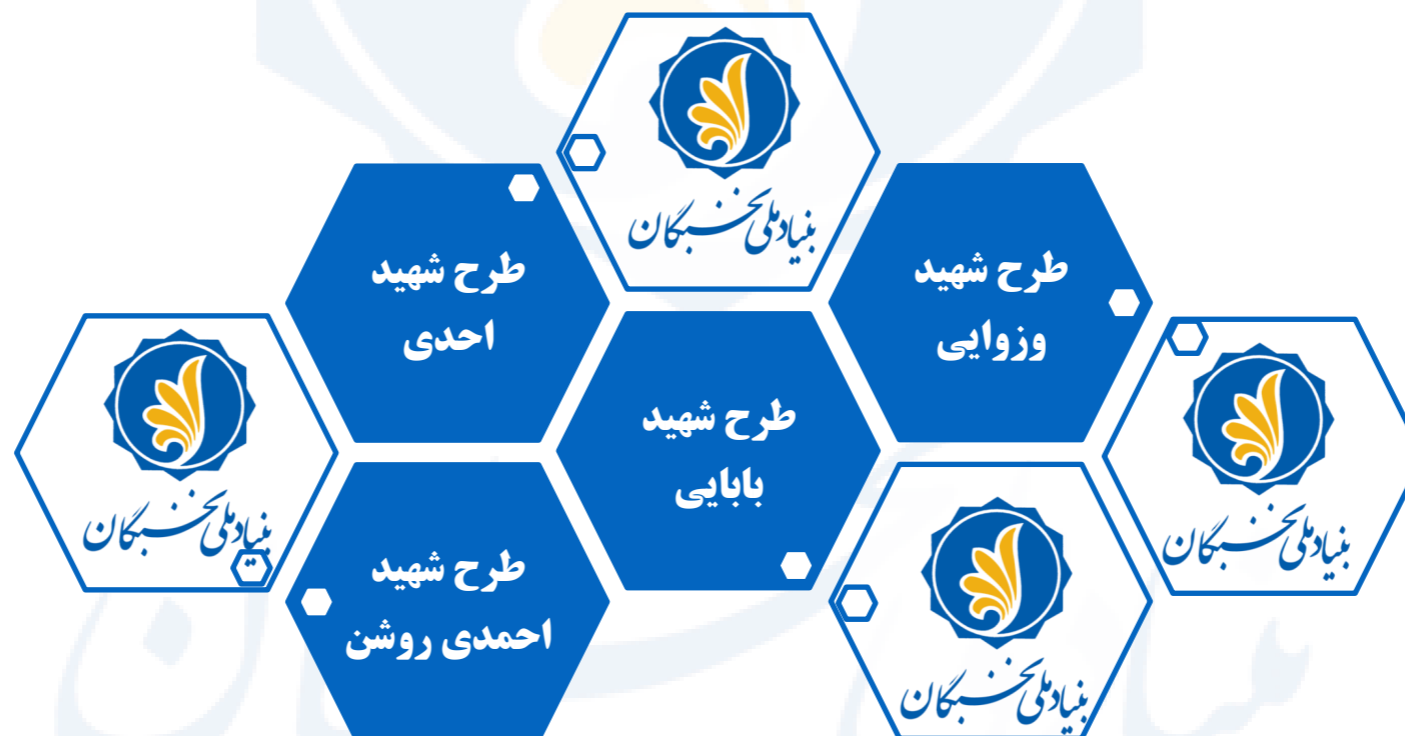 بنیاد ملی نخبگان
طرح شهید
وزوایی
طرح شهید
احدی
بنیاد ملی نخبگان
طرح شهید
بابایی
بنیاد ملی نخبگان
بنیاد ملی نخبگان
طرح شهید
احمدی روشن